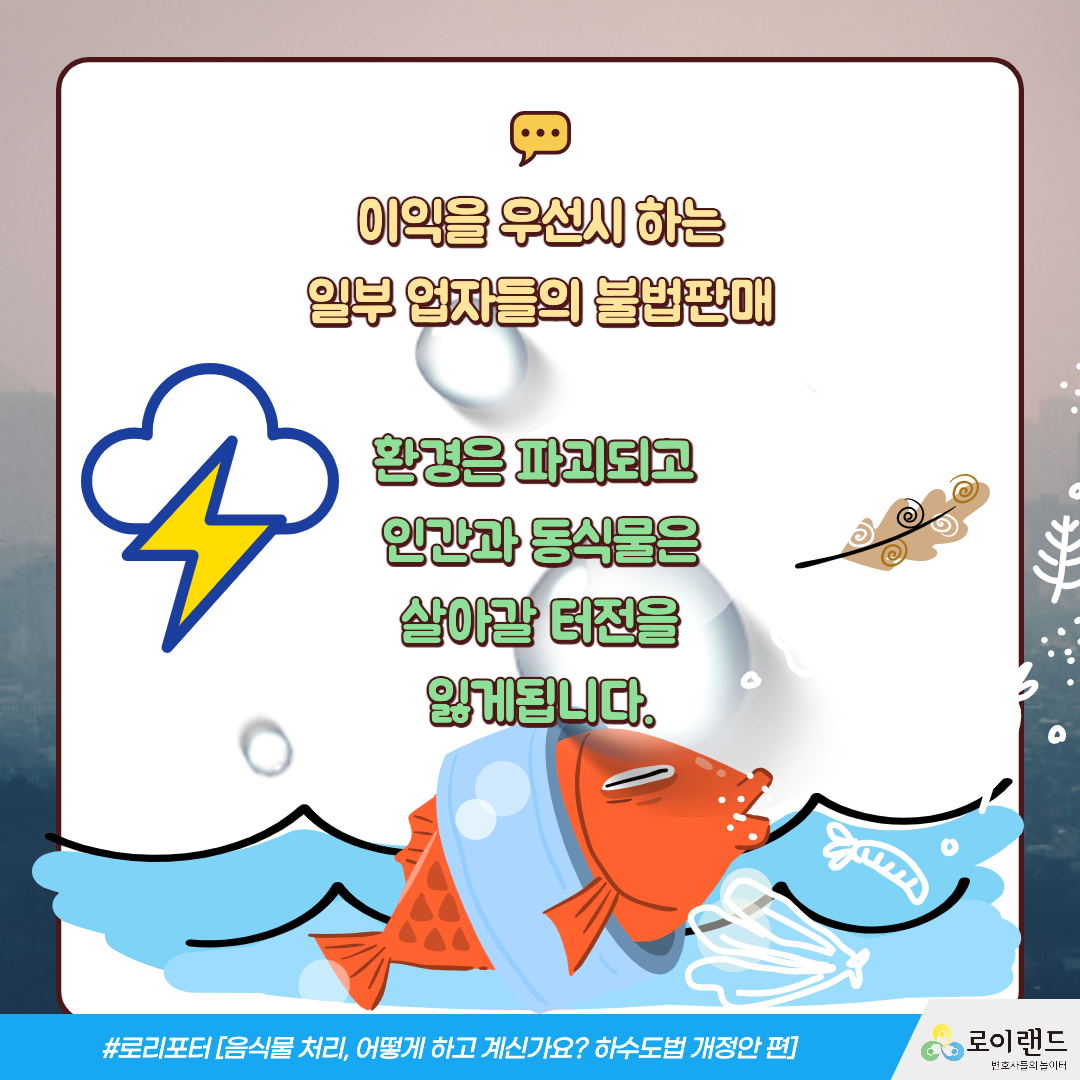 이익을 우선시 하는
일부 업자들의 불법판매
환경은 파괴되고
인간과 동식물은
살아갈 터전을
잃게됩니다.
#로리포터 [음식물 처리, 어떻게 하고 계신가요? 하수도법 개정안 편]
로이랜드
변호사들의 놀이터